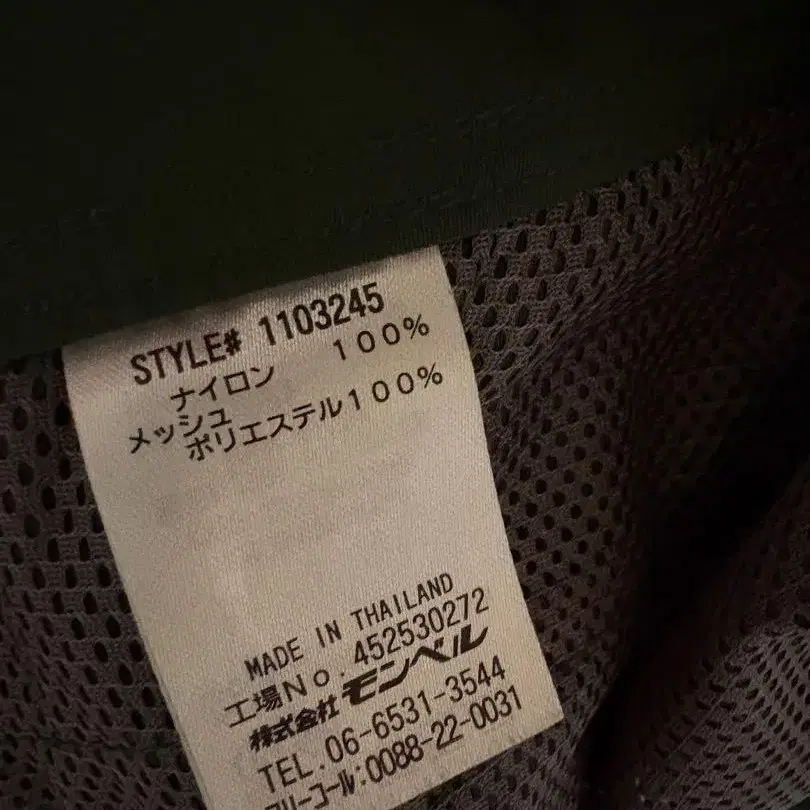 STYLE# 1103245
ナイロン 100%
メッシュ
ポリエステル100%
MADE IN THAILAND
工場No. 452530272
株式会社 モンベル
TEL. 06-6531-3544
フリーコール:0088-22-0031